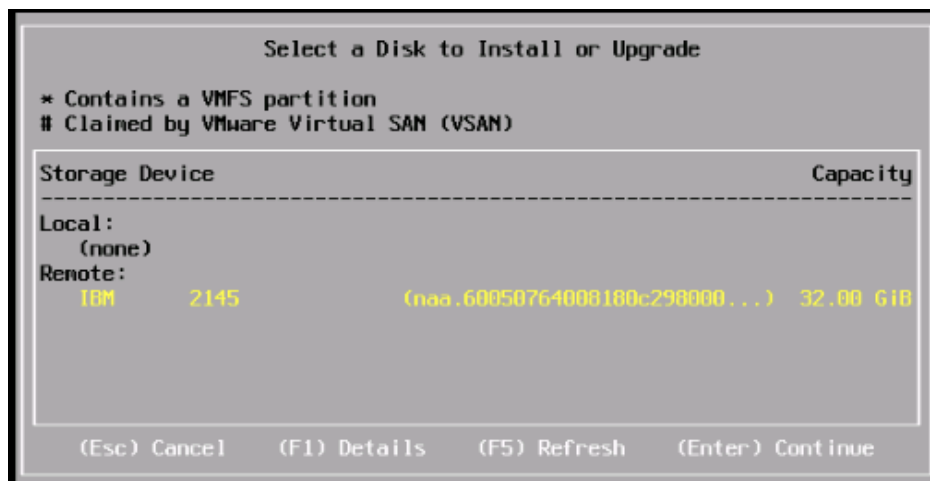 Select a Disk to Install or Upgrade
* Contains a VMFS partition
# Claimed by VMware Virtual SAN (VSAN)
Storage Device Capacity
--------------------------------------------------------------------------------
Local:
(none)
Remote:
IBM 2145 (naa.60050764008180c298000...) 32.00 GiB
(Esc) Cancel (F1) Details (F5) Refresh (Enter) Continue